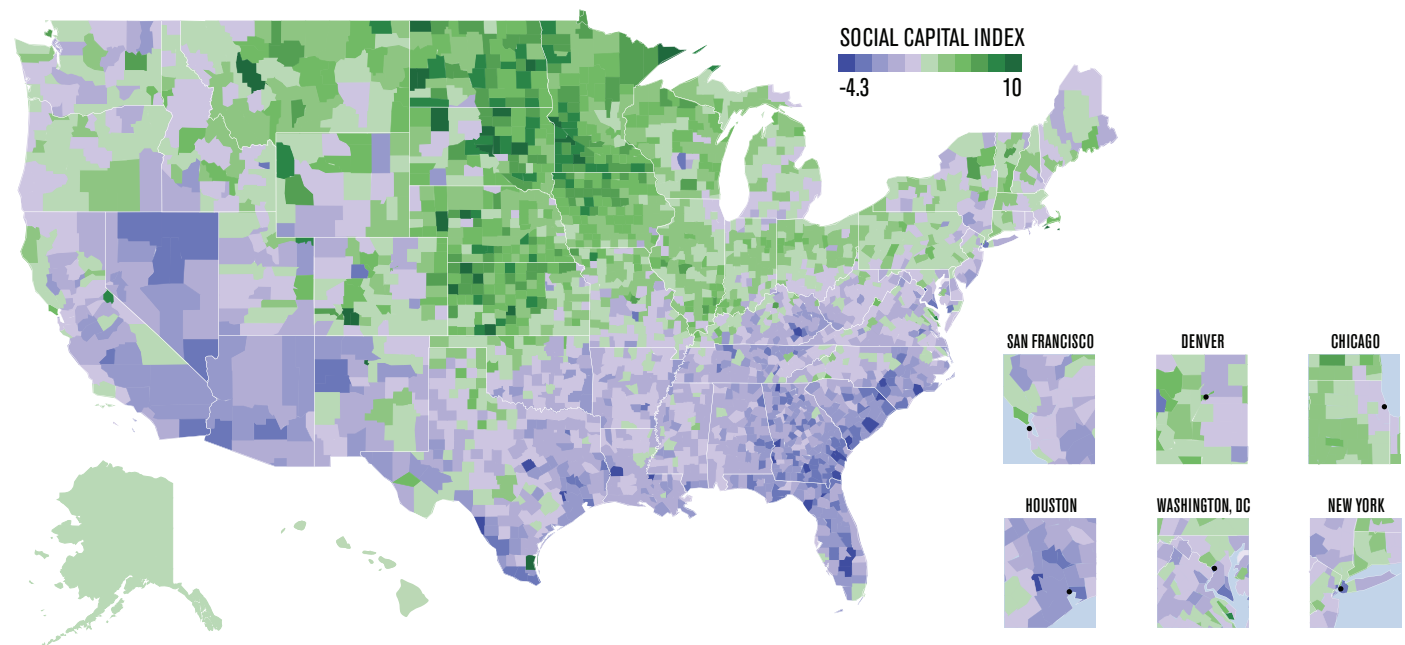 SOCIAL CAPITAL INDEX
-4.3 10
SAN FRANCISCO DENVER CHICAGO
HOUSTON WASHINGTON, DC NEW YORK